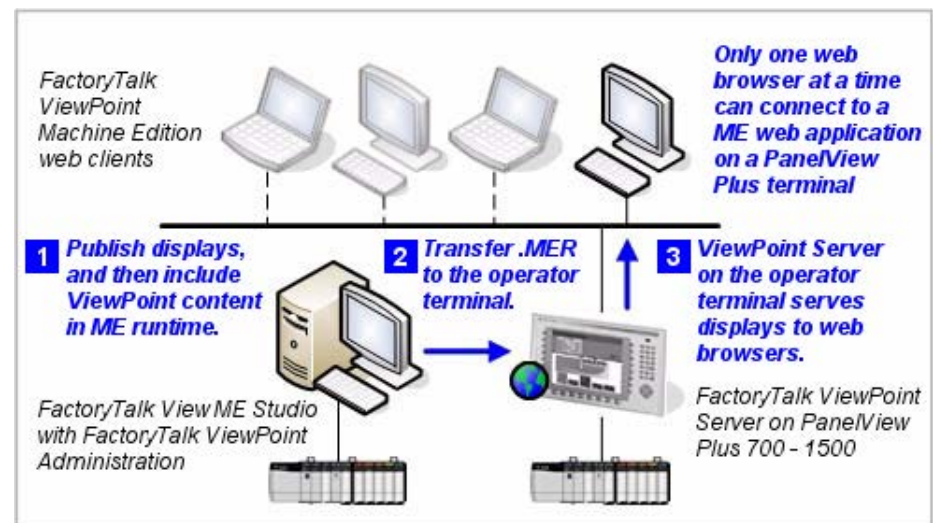 FactoryTalk
ViewPoint
Machine Edition
web clients
Only one web
browser at a time
can connect to a
ME web application
on a PanelView
Plus terminal
1 Publish displays,
and then include
ViewPoint content
in ME runtime.
2 Transfer .MER
to the operator
terminal.
3 ViewPoint Server
on the operator
terminal serves
displays to web
browsers.
FactoryTalk View ME Studio
with FactoryTalk ViewPoint
Administration
FactoryTalk ViewPoint
Server on PanelView
Plus 700 - 1500